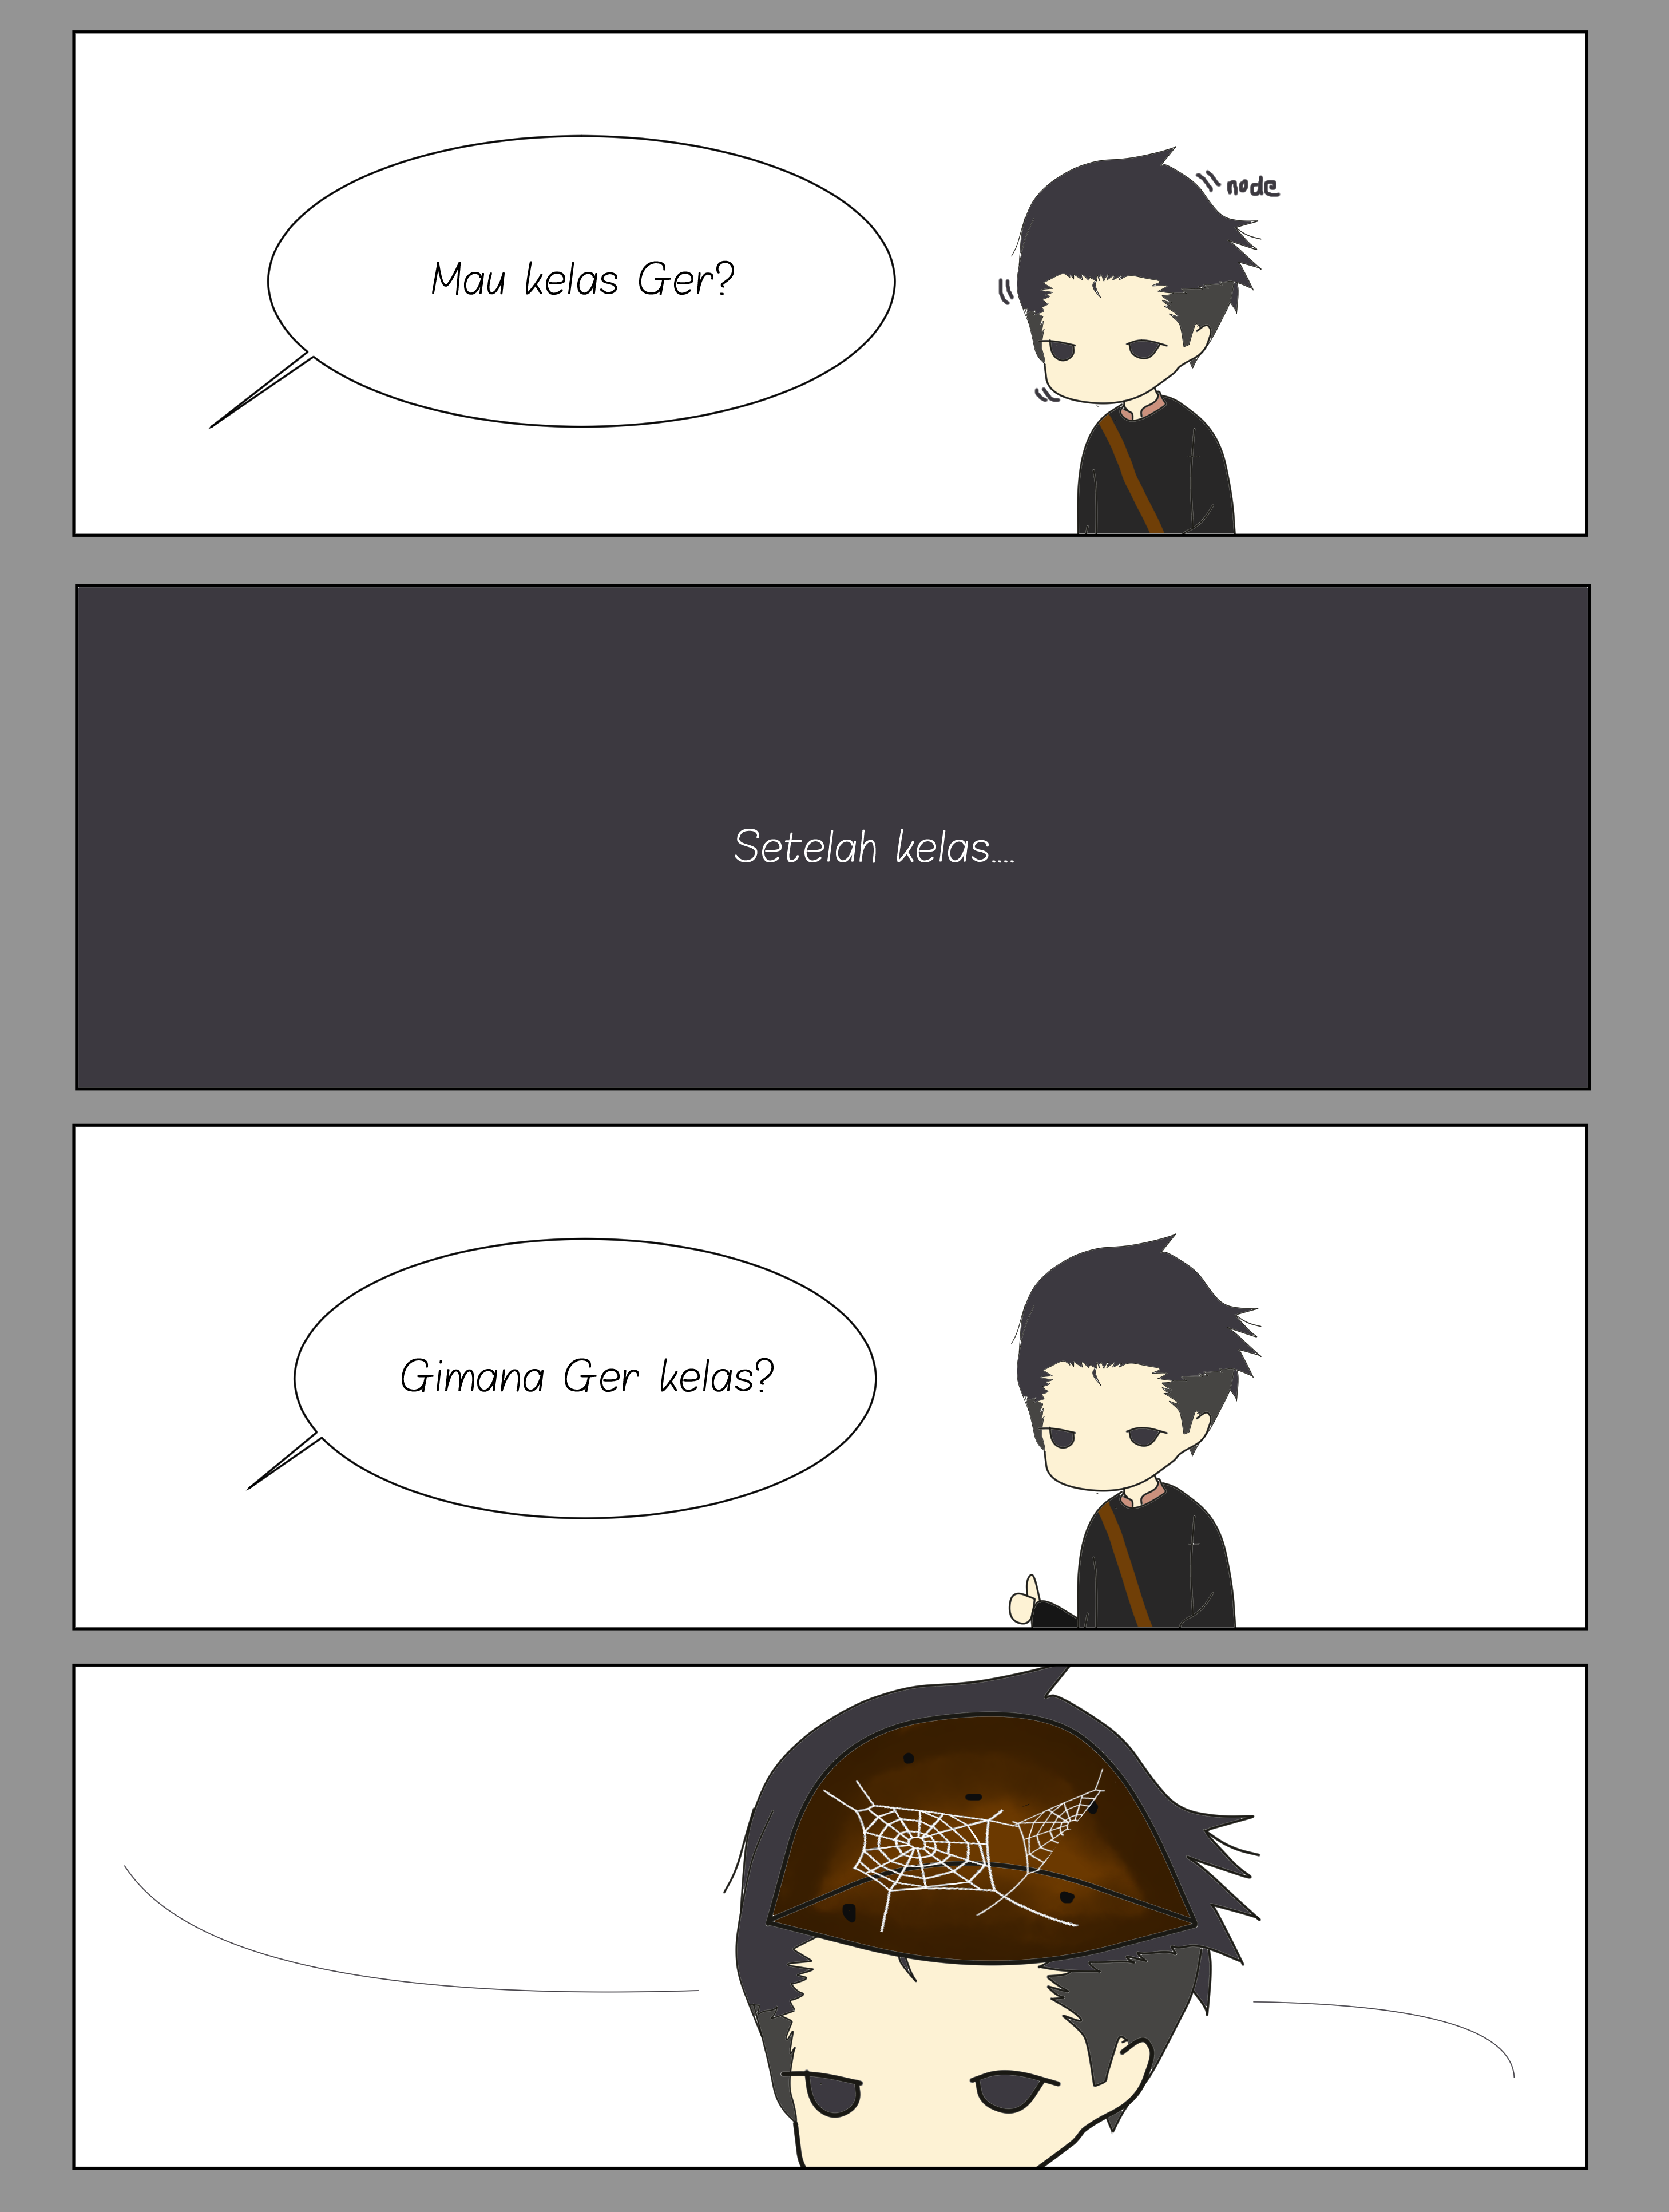 Mau kelas Ger?
node
Setelah kelas....
Gimana Ger kelas?